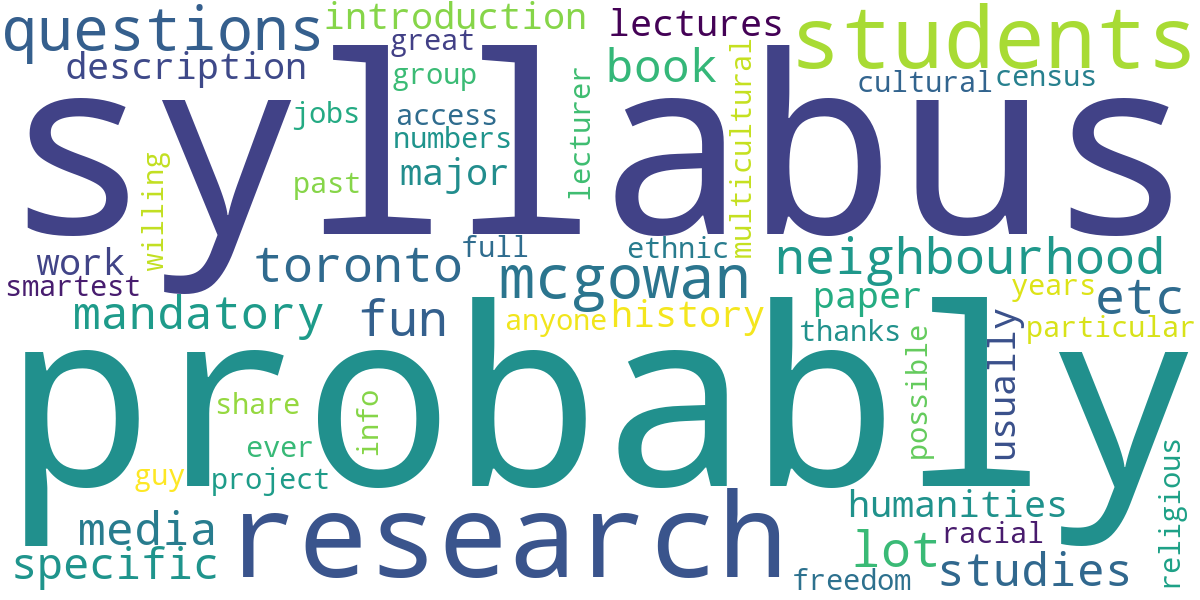 questions
introduction
lectures
students
description
great
group
book
cultural
census
syllabus
jobs
access
numbers
lecturer
multicultural
past
major
willing
work
smartest
toronto
full
mcgowan
ethnic
neighbourhood
mandatory
fun
anyone
history
paper
years
etc
thanks
particular
probably
share
info
possible
usually
ever
guy
project
media
specific
research
humanities
lot
racial
religious
freedom
studies